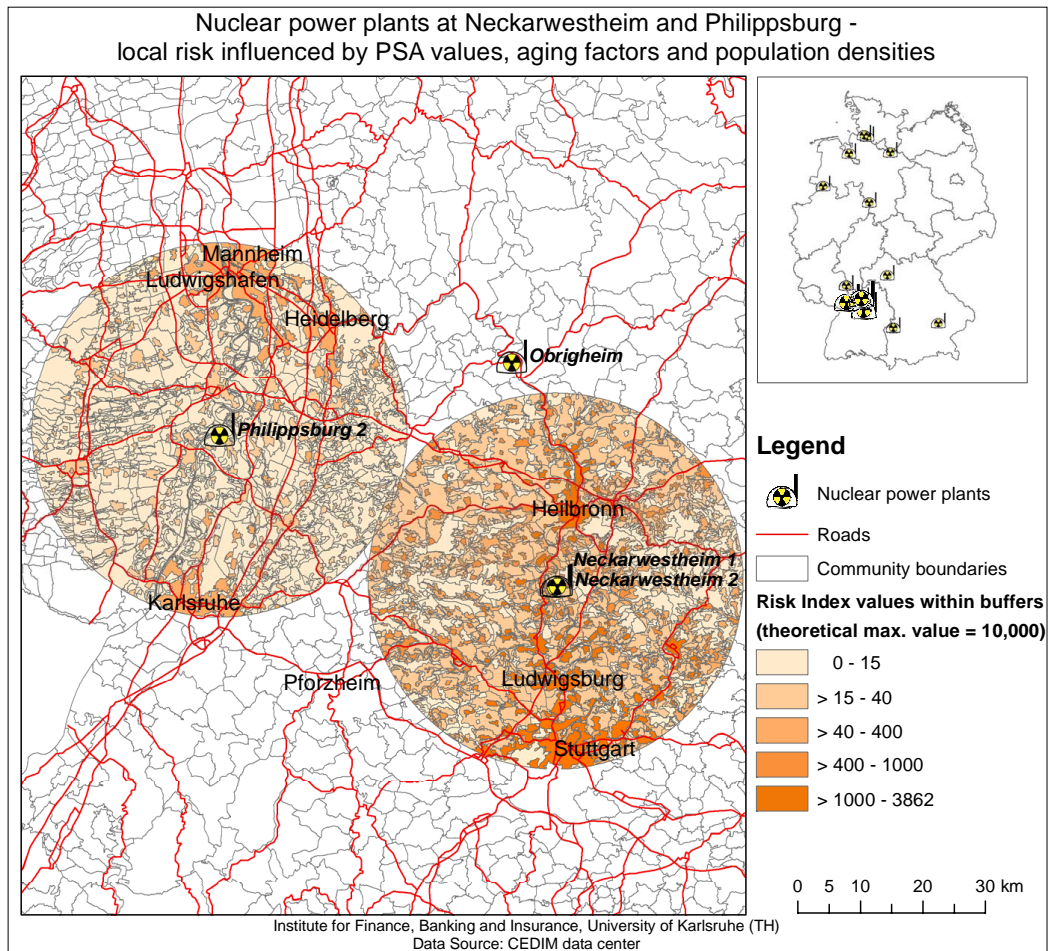 Nuclear power plants at Neckarwestheim and Philippsburg -
local risk influenced by PSA values, aging factors and population densities
Mannheim
Ludwigshafen
Heidelberg
Obrigheim
Philippsburg 2
Heilbronn
Neckarwestheim 1
Neckarwestheim 2
Karlsruhe
Pforzheim
Ludwigsburg
Stuttgart
Legend
Nuclear power plants
Roads
Community boundaries
Risk Index values within buffers
(theoretical max. value = 10,000)
0 - 15
> 15 - 40
> 40 - 400
> 400 - 1000
> 1000 - 3862
0 5 10 20 30 km
Institute for Finance, Banking and Insurance, University of Karlsruhe (TH)
Data Source: CEDIM data center